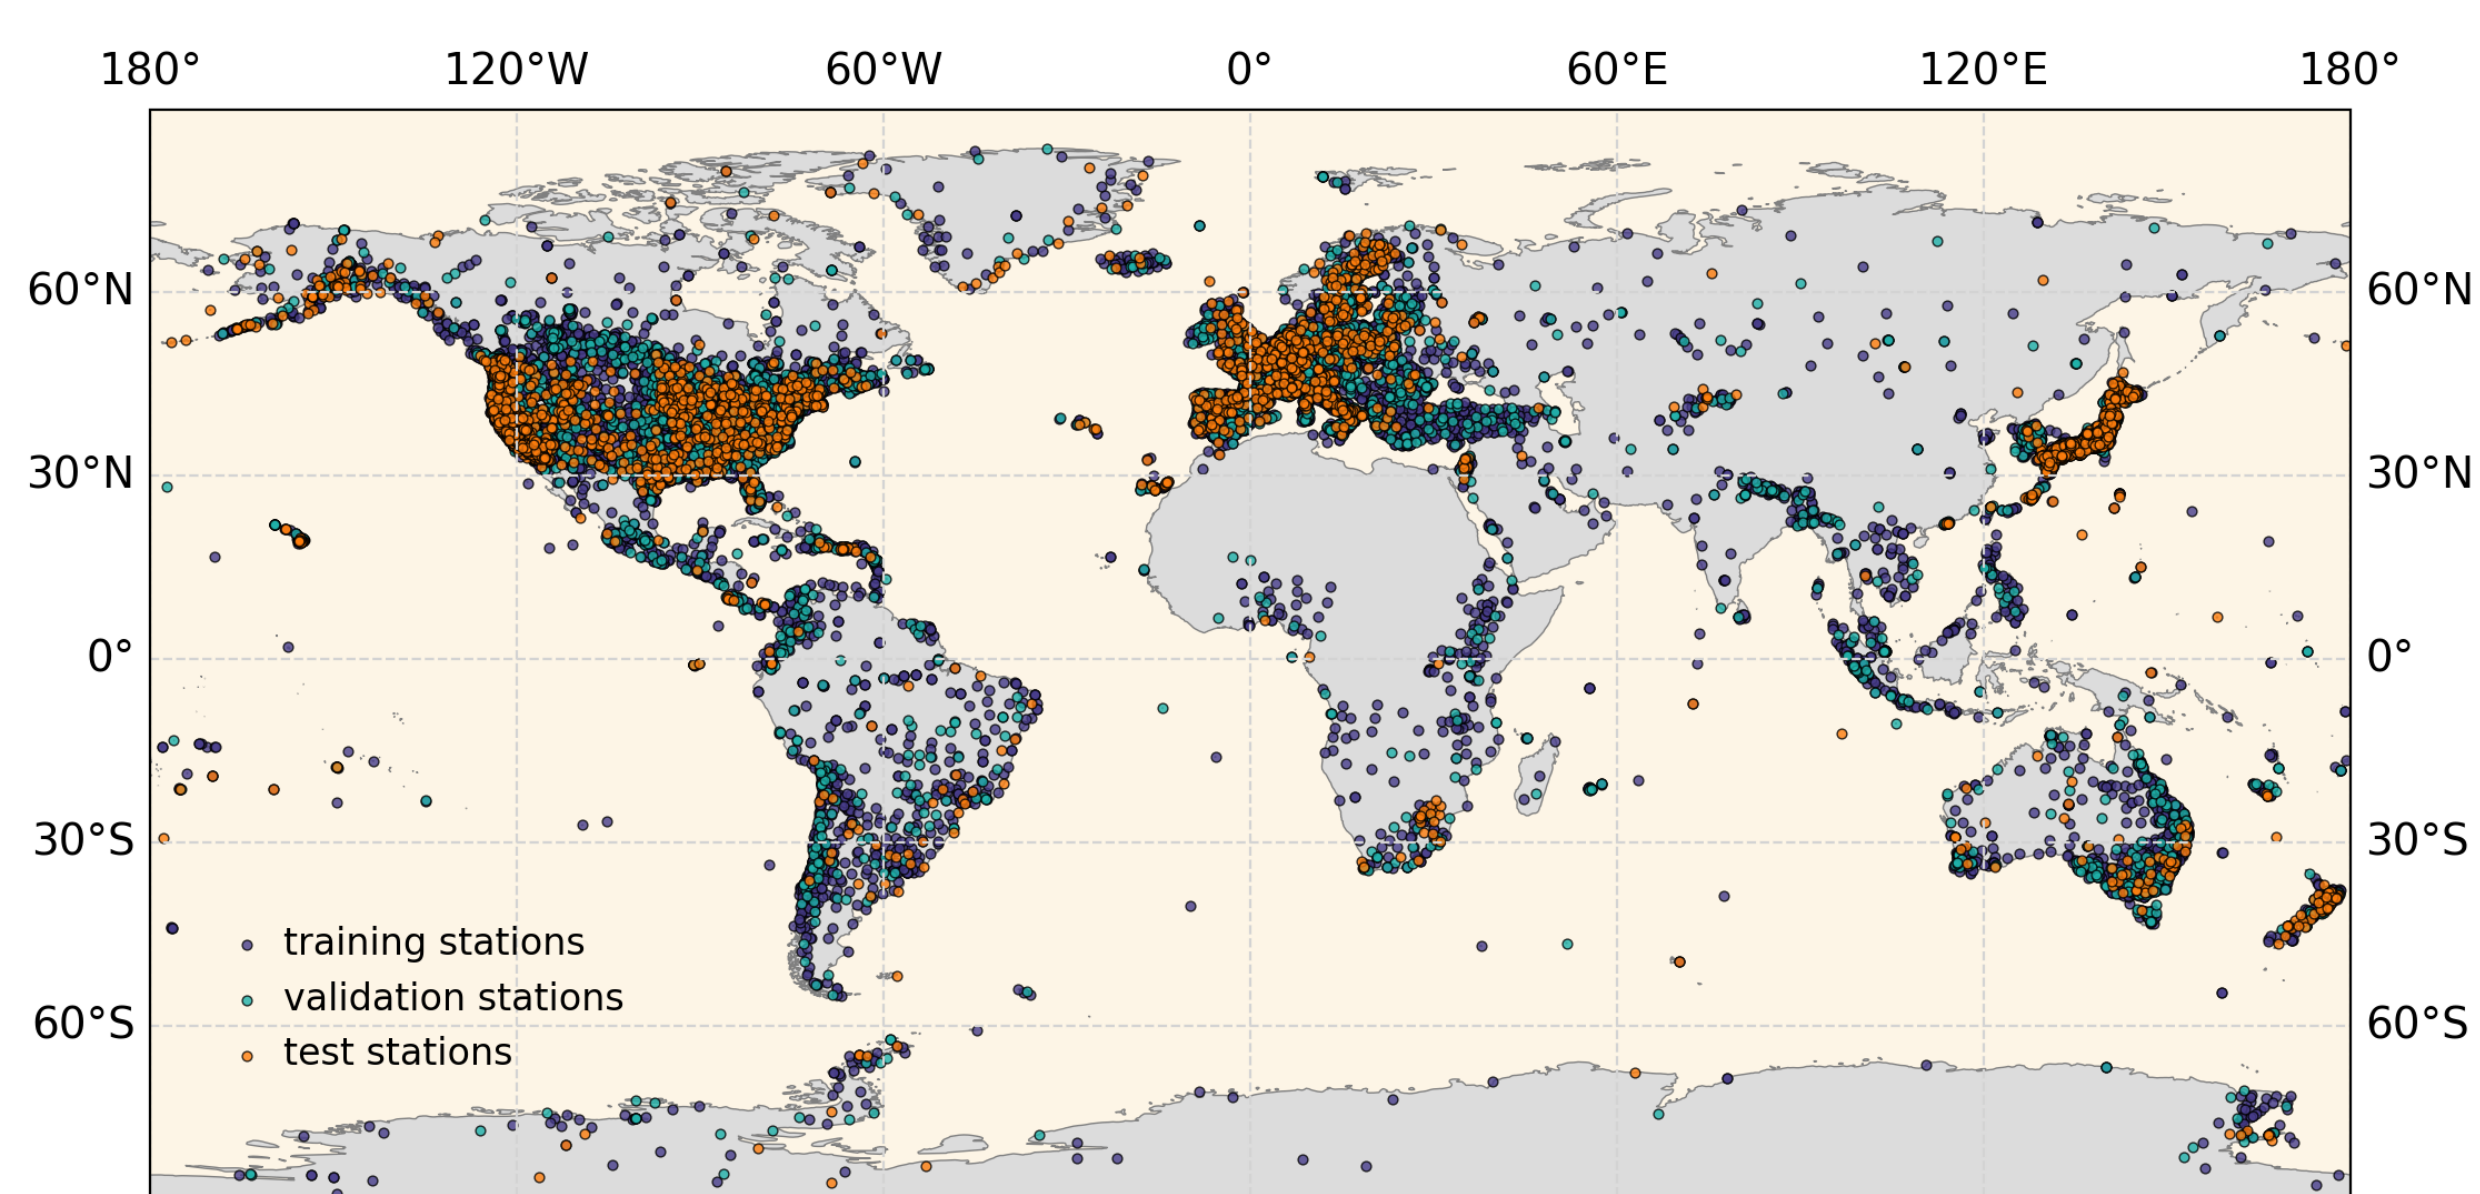 180° 120°W 60°W 0° 60°E 120°E 180°
60°N 60°N
30°N 30°N
0° 0°
30°S 30°S
training stations
validation stations
60°S 60°S
test stations